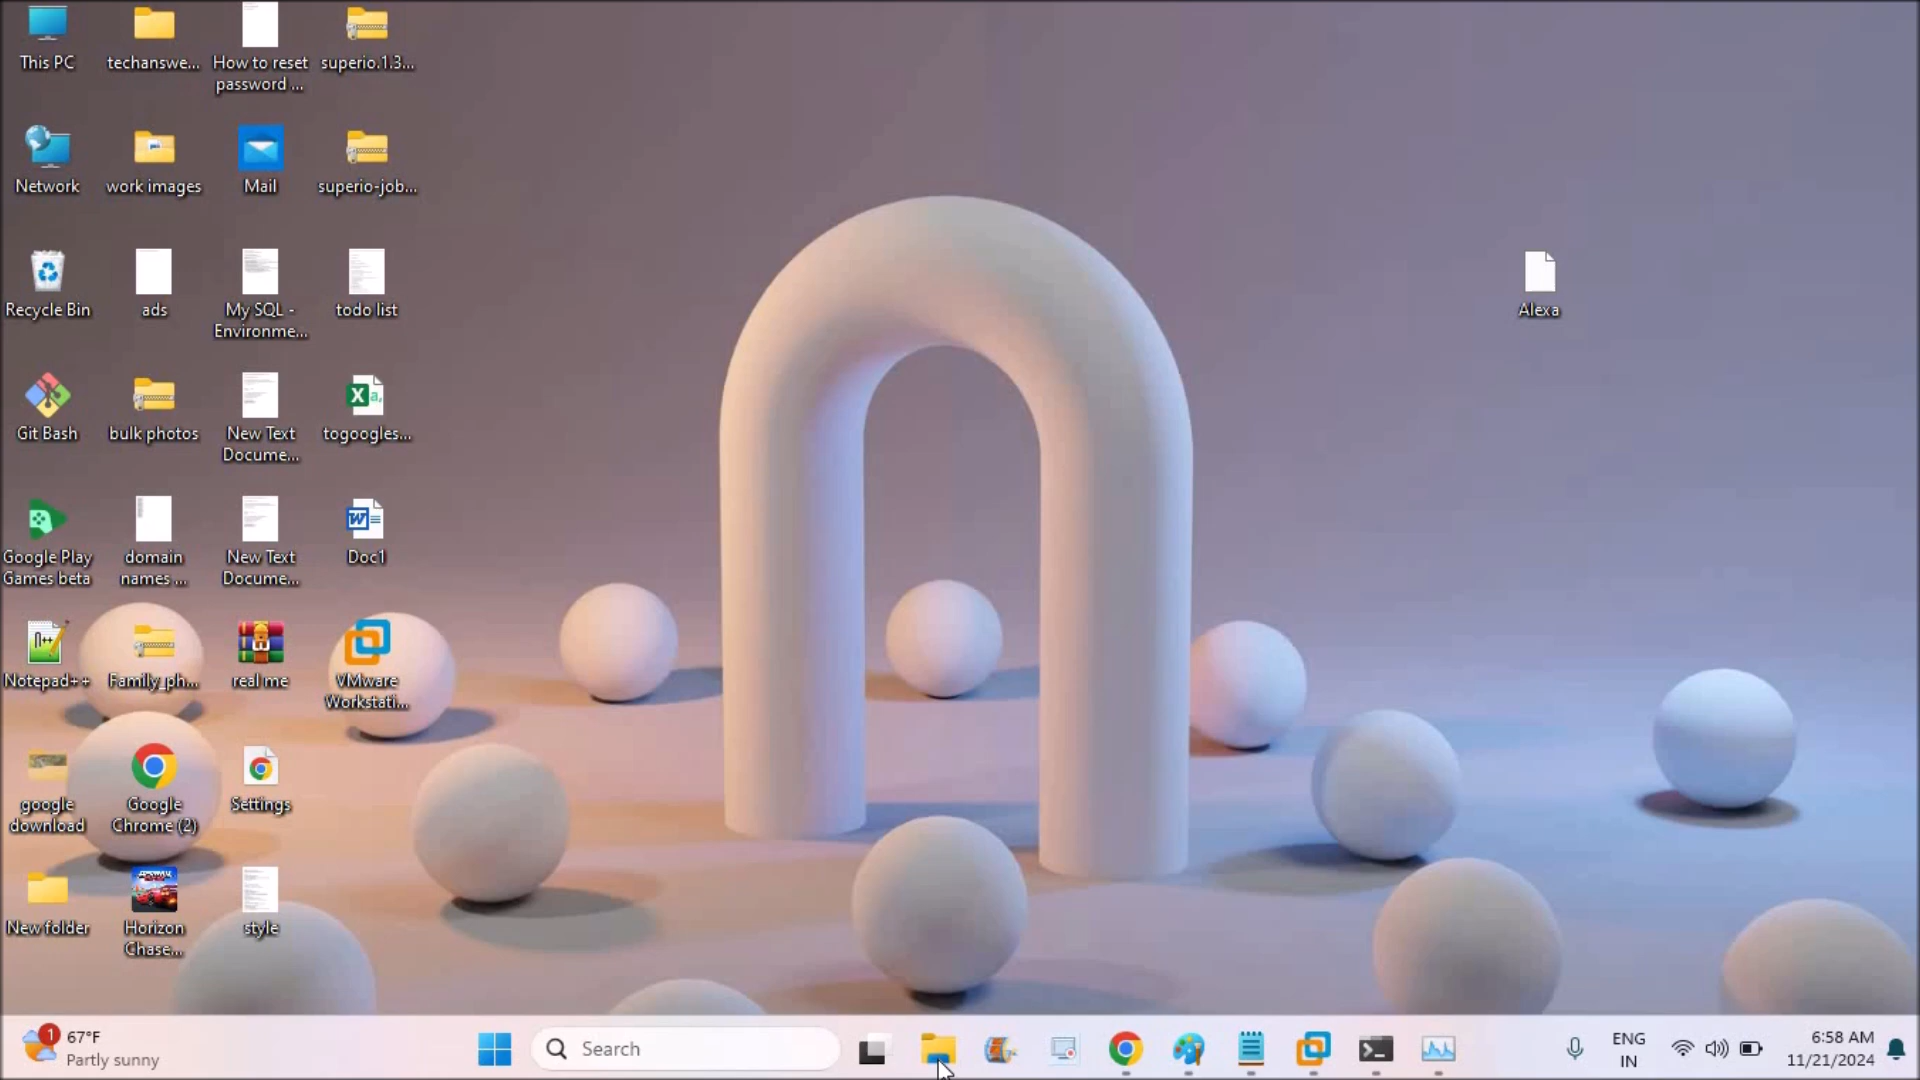 This PC
techanswe...
How to reset
password ...
superio.1.3...
Network
work images
Mail
superio-job...
Recycle Bin
ads
My SQL -
Environme...
todo list
Alexa
Git Bash
bulk photos
New Text
Docume...
togoogles...
Google Play
Games beta
domain
names ...
New Text
Docume...
Doc1
Notepad++
Family_ph...
real me
VMware
Workstati...
google
download
Google
Chrome (2)
Settings
New folder
Horizon
Chase...
style
1
67°F
Partly sunny
Search
ENG
IN
6:58 AM
11/21/2024